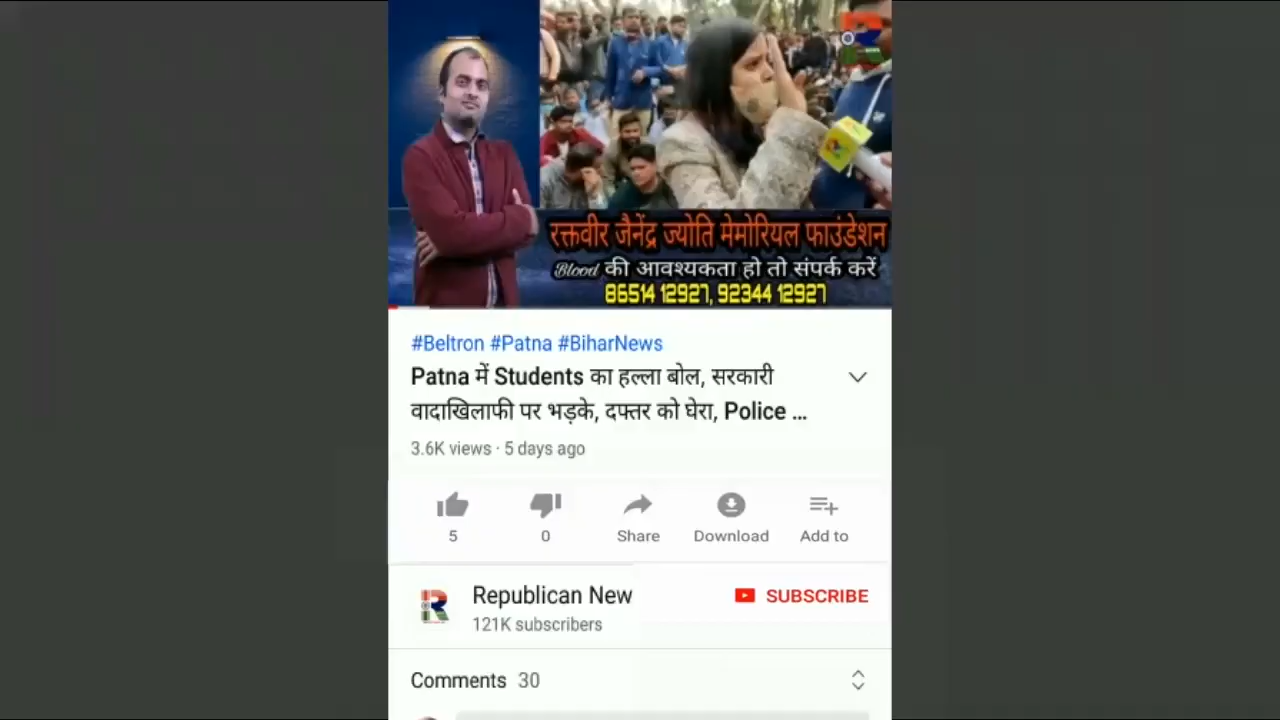 रक्तवीर जैनेंद्र ज्योति मेमोरियल फाउंडेशन
Blood की आवश्यकता हो तो संपर्क करें
86514 12927, 92344 12927
#Beltron #Patna #BiharNews
Patna में Students का हल्ला बोल, सरकारी
वादाखिलाफी पर भड़के, दफ्तर को घेरा, Police ...
3.6K views · 5 days ago
5
0
Share
Download
Add to
Republican New
SUBSCRIBE
121K subscribers
Comments 30